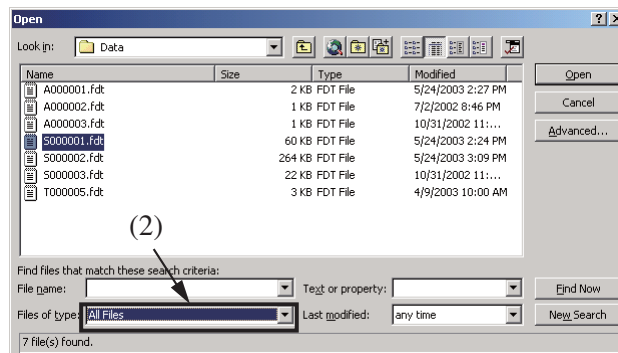 Open
Look in: Data
Name Size Type Modified
A000001.fdt 2 KB FDT File 5/24/2003 2:27 PM
A000002.fdt 1 KB FDT File 7/2/2002 8:46 PM
A000003.fdt 1 KB FDT File 10/31/2002 11:...
S000001.fdt 60 KB FDT File 5/24/2003 2:24 PM
S000002.fdt 264 KB FDT File 5/24/2003 3:09 PM
S000003.fdt 22 KB FDT File 10/31/2002 11:...
T000005.fdt 3 KB FDT File 4/9/2003 10:00 AM
Open
Cancel
Advanced...
(2)
Find files that match these search criteria:
File name: Text or property: Find Now
Files of type: All Files Last modified: any time New Search
7 file(s) found.